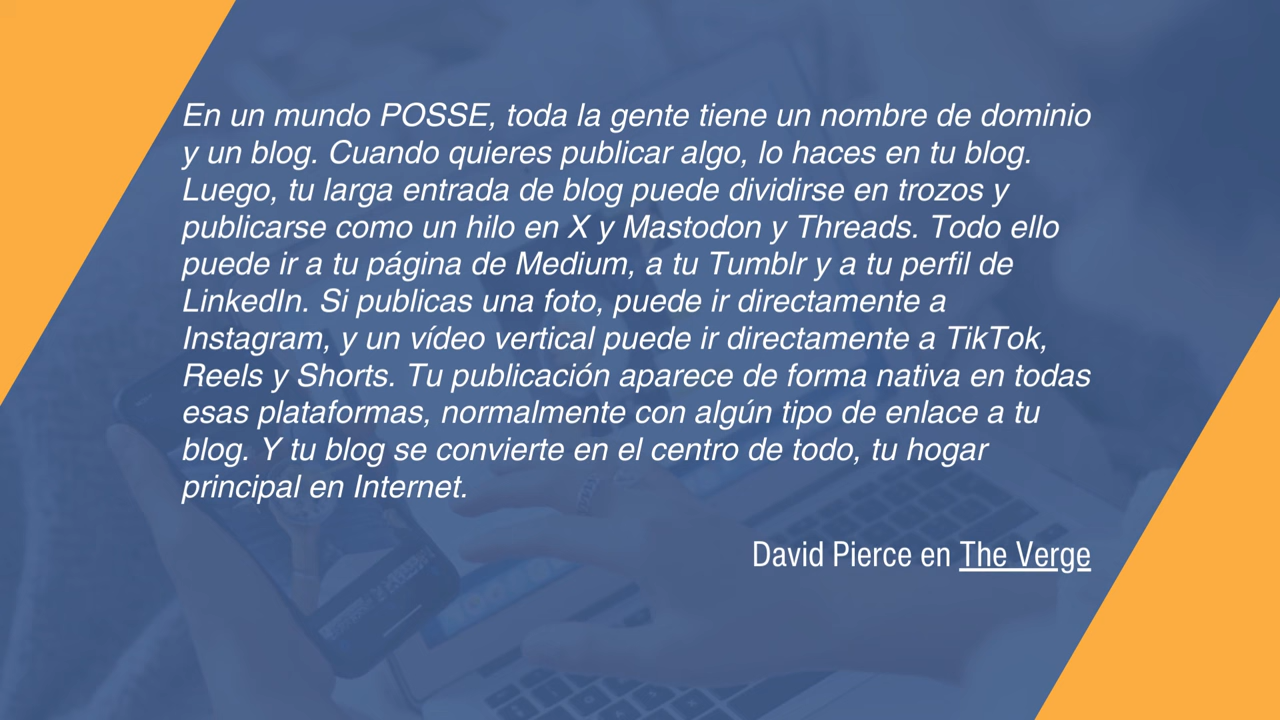 En un mundo POSSE, toda la gente tiene un nombre de dominio
y un blog. Cuando quieres publicar algo, lo haces en tu blog.
Luego, tu larga entrada de blog puede dividirse en trozos y
publicarse como un hilo en X y Mastodon y Threads. Todo ello
puede ir a tu página de Medium, a tu Tumblr y a tu perfil de
LinkedIn. Si publicas una foto, puede ir directamente a
Instagram, y un vídeo vertical puede ir directamente a TikTok,
Reels y Shorts. Tu publicación aparece de forma nativa en todas
esas plataformas, normalmente con algún tipo de enlace a tu
blog. Y tu blog se convierte en el centro de todo, tu hogar
principal en Internet.
David Pierce en The Verge